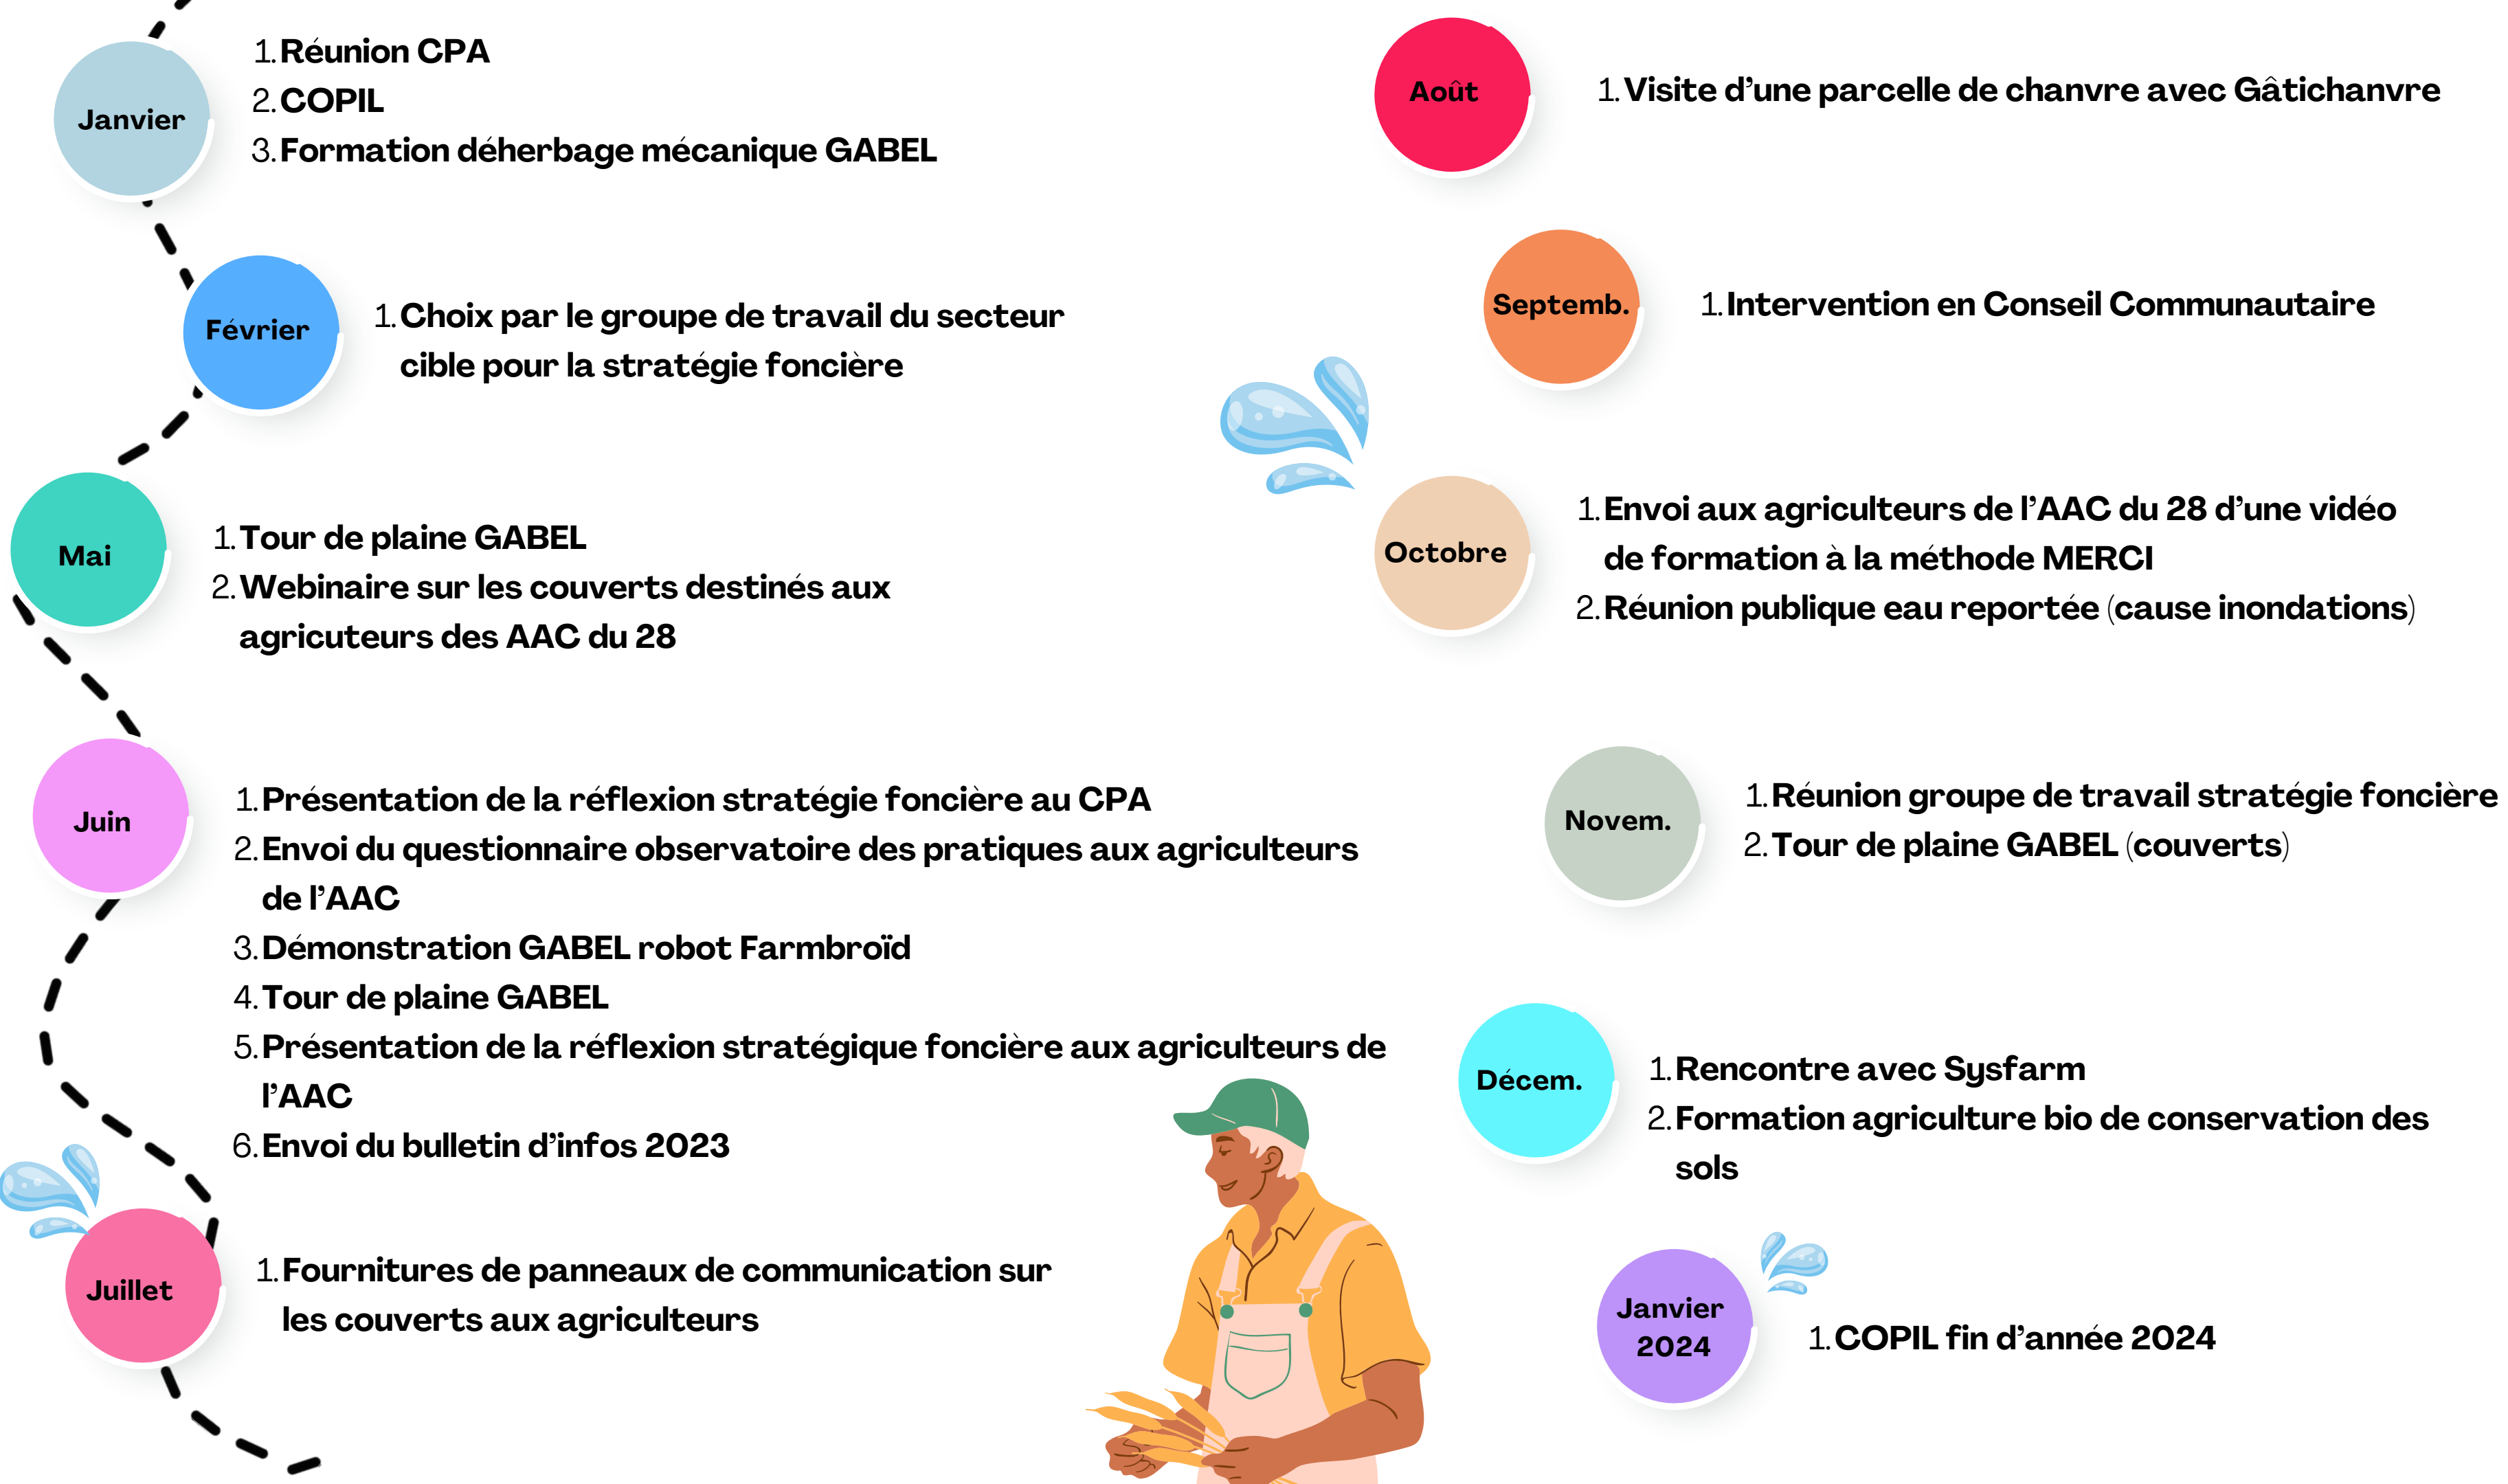 Janvier
1. Réunion CPA
2. COPIL
3. Formation déherbage mécanique GABEL
Février
1. Choix par le groupe de travail du secteur
cible pour la stratégie foncière
Mai
1. Tour de plaine GABEL
2. Webinaire sur les couverts destinés aux
agricuteurs des AAC du 28
Juin
1. Présentation de la réflexion stratégie foncière au CPA
2. Envoi du questionnaire observatoire des pratiques aux agriculteurs
de l’AAC
3. Démonstration GABEL robot Farmbroïd
4. Tour de plaine GABEL
5. Présentation de la réflexion stratégique foncière aux agriculteurs de
l’AAC
6. Envoi du bulletin d’infos 2023
Juillet
1. Fournitures de panneaux de communication sur
les couverts aux agriculteurs
Août
1. Visite d’une parcelle de chanvre avec Gâtichanvre
Septemb.
1. Intervention en Conseil Communautaire
Octobre
1. Envoi aux agriculteurs de l’AAC du 28 d’une vidéo
de formation à la méthode MERCI
2. Réunion publique eau reportée (cause inondations)
Novem.
1. Réunion groupe de travail stratégie foncière
2. Tour de plaine GABEL (couverts)
Décem.
1. Rencontre avec Sysfarm
2. Formation agriculture bio de conservation des
sols
Janvier
2024
1. COPIL fin d’année 2024